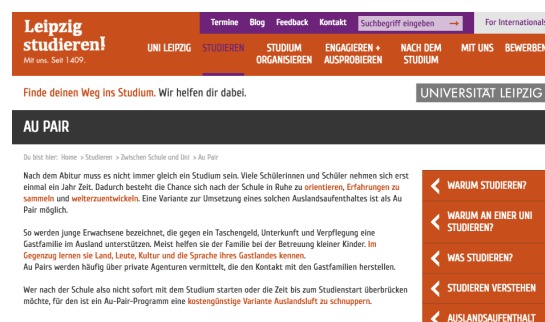 Leipzig
studieren!
Mit uns. Seit 1409.
Termine Blog Feedback Kontakt Suchbegriff eingeben → For Internationals
UNI LEIPZIG STUDIEREN STUDIUM ORGANISIEREN ENGAGIEREN + AUSPROBIEREN NACH DEM STUDIUM MIT UNS BEWERBEN
Finde deinen Weg ins Studium. Wir helfen dir dabei.
UNIVERSITÄT LEIPZIG
AU PAIR
Du bist hier: Home > Studieren > Zwischen Schule und Uni > Au Pair
Nach dem Abitur muss es nicht immer gleich ein Studium sein. Viele Schülerinnen und Schüler nehmen sich erst
einmal ein Jahr Zeit. Dadurch besteht die Chance sich nach der Schule in Ruhe zu orientieren, Erfahrungen zu
sammeln und weiterzuentwickeln. Eine Variante zur Umsetzung eines solchen Auslandsaufenthaltes ist als Au
Pair möglich.
So werden junge Erwachsene bezeichnet, die gegen ein Taschengeld, Unterkunft und Verpflegung eine
Gastfamilie im Ausland unterstützen. Meist helfen sie der Familie bei der Betreuung kleiner Kinder. Im
Gegenzug lernen sie Land, Leute, Kultur und die Sprache ihres Gastlandes kennen.
Au Pairs werden häufig über private Agenturen vermittelt, die den Kontakt mit den Gastfamilien herstellen.
Wer nach der Schule also nicht sofort mit dem Studium starten oder die Zeit bis zum Studienstart überbrücken
möchte, für den ist ein Au-Pair-Programm eine kostengünstige Variante Auslandsluft zu schnuppern.
WARUM STUDIEREN?
WARUM AN EINER UNI
STUDIEREN?
WAS STUDIEREN?
STUDIEREN VERSTEHEN
AUSLANDSAUFENTHALT